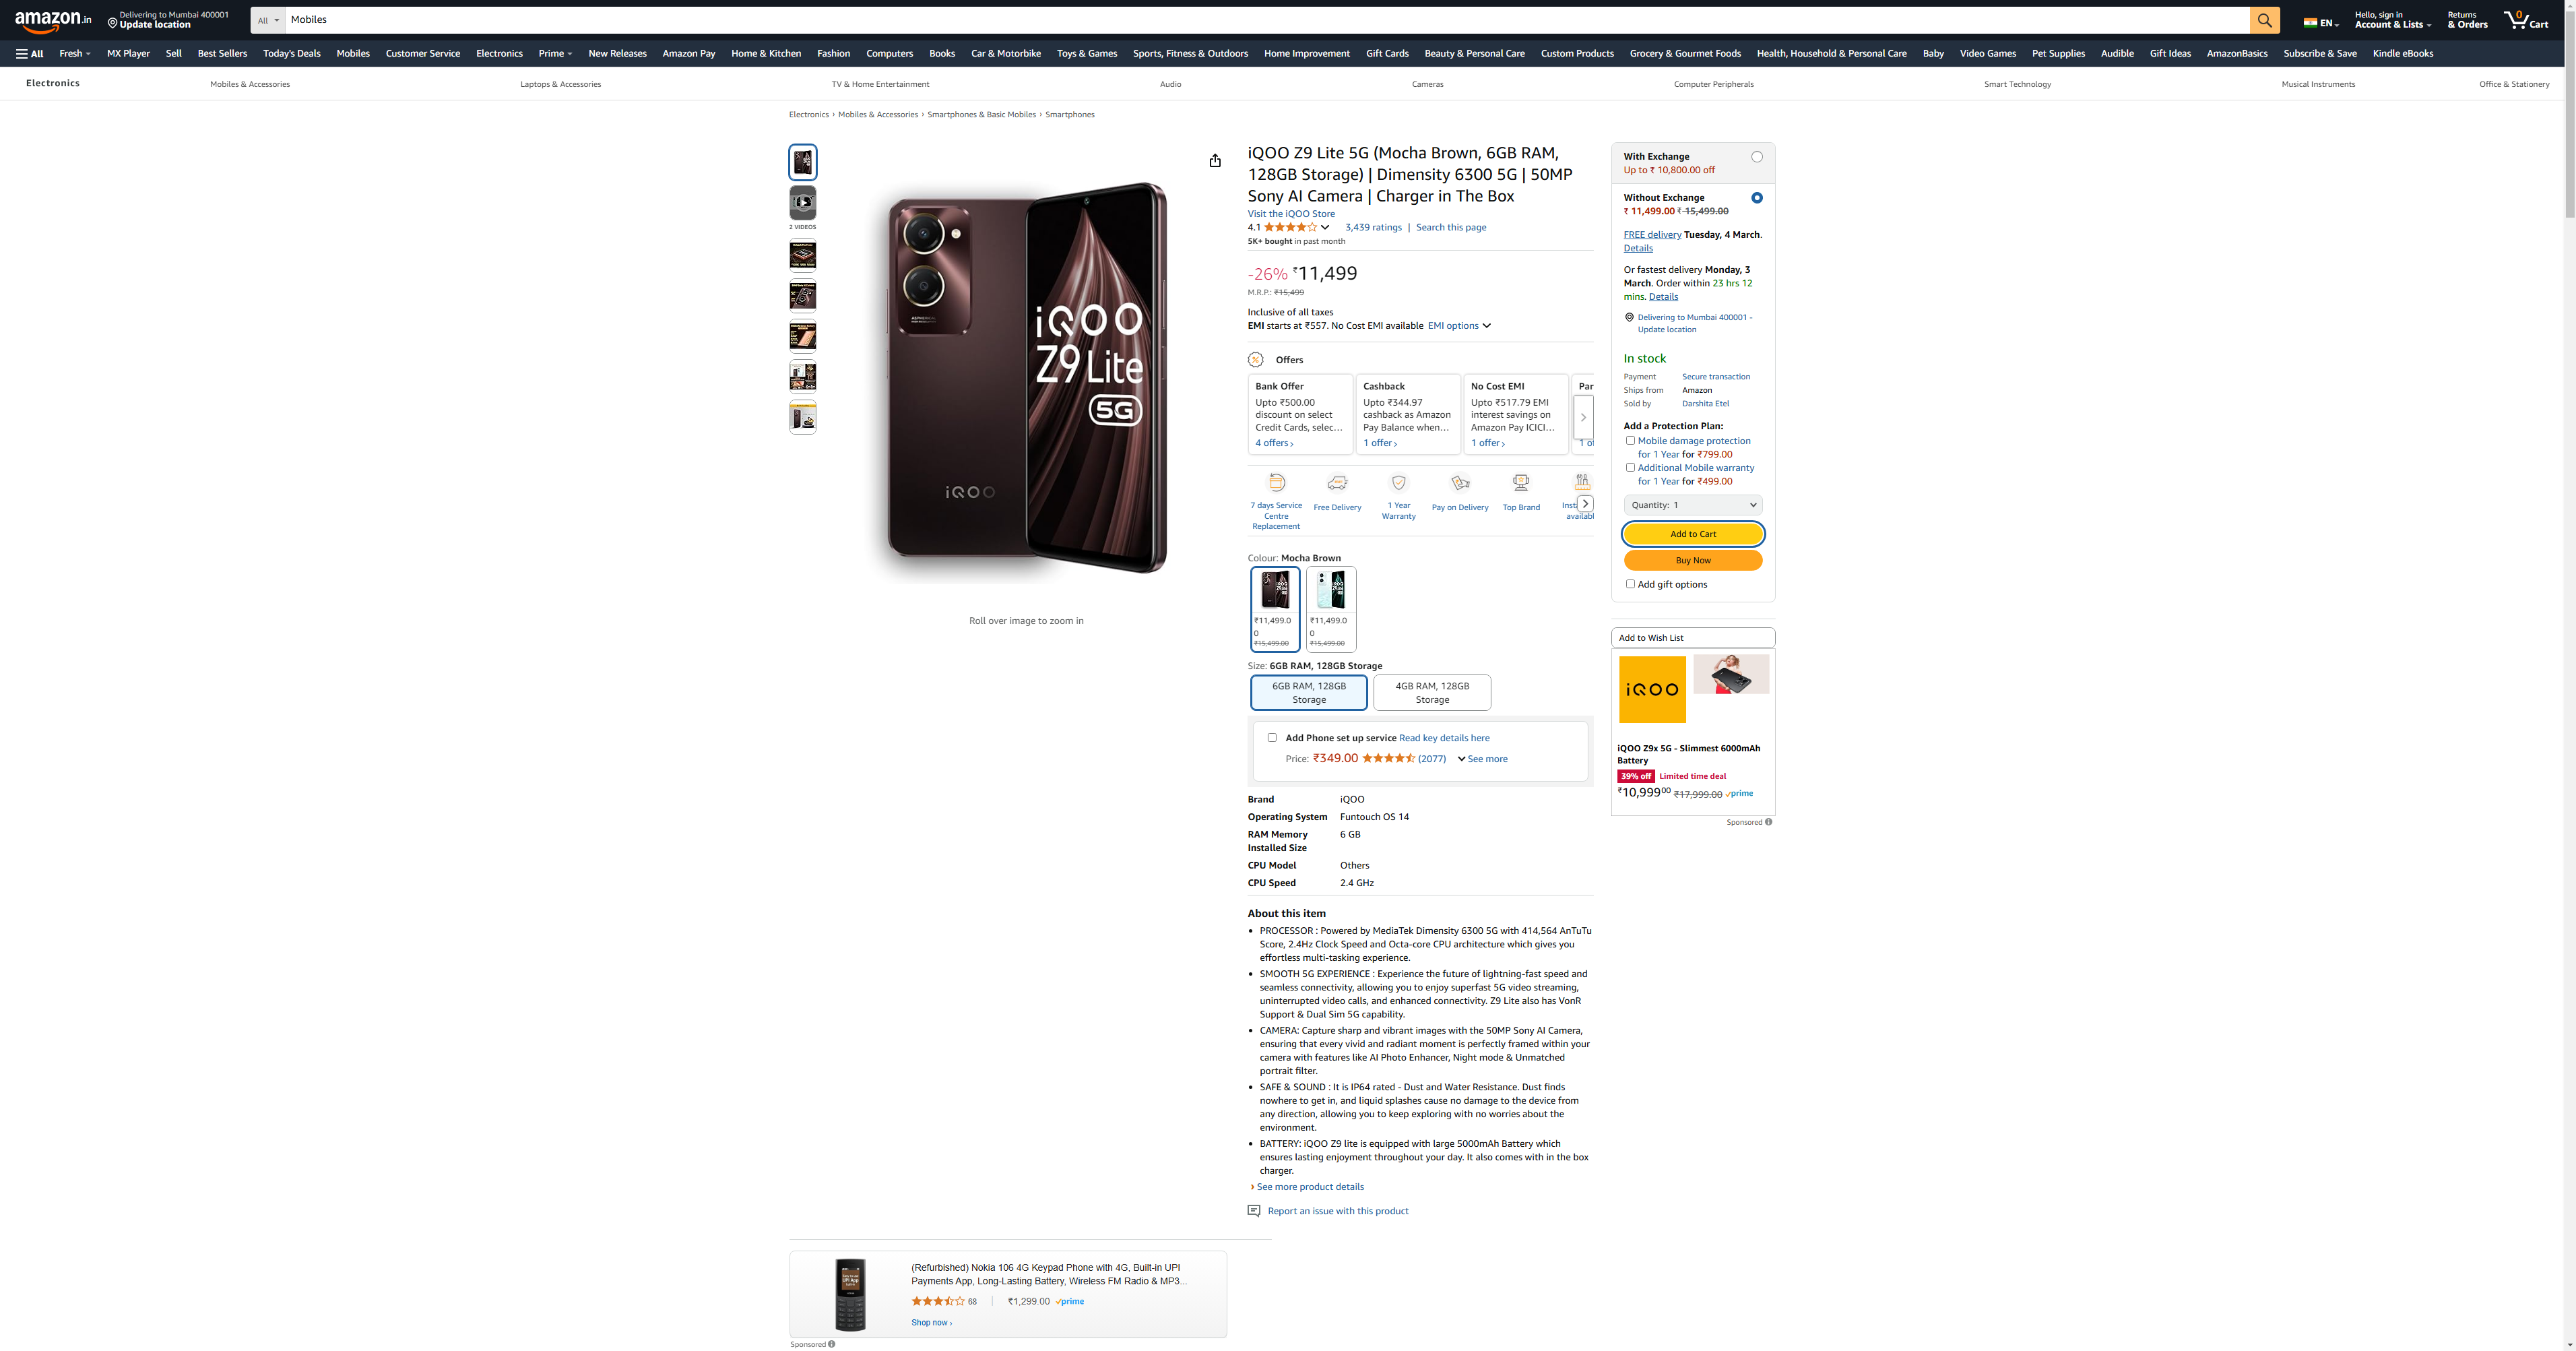 amazon.in
Delivering to Mumbai 400001
Update location
All
Mobiles
EN
Hello, sign in
Account & Lists
Returns
& Orders
0
Cart
All
Fresh
MX Player
Sell
Best Sellers
Today's Deals
Mobiles
Customer Service
Electronics
Prime
New Releases
Amazon Pay
Home & Kitchen
Fashion
Computers
Books
Car & Motorbike
Toys & Games
Sports, Fitness & Outdoors
Home Improvement
Gift Cards
Beauty & Personal Care
Custom Products
Grocery & Gourmet Foods
Health, Household & Personal Care
Baby
Video Games
Pet Supplies
Audible
Gift Ideas
AmazonBasics
Subscribe & Save
Kindle eBooks
Electronics
Mobiles & Accessories
Laptops & Accessories
TV & Home Entertainment
Audio
Cameras
Computer Peripherals
Smart Technology
Musical Instruments
Office & Stationery
Electronics › Mobiles & Accessories › Smartphones & Basic Mobiles › Smartphones
2 VIDEOS
iQOO
iQOO
Z9 Lite
5G
Roll over image to zoom in
iQOO Z9 Lite 5G (Mocha Brown, 6GB RAM,
128GB Storage) | Dimensity 6300 5G | 50MP
Sony AI Camera | Charger in The Box
Visit the iQOO Store
4.1
3,439 ratings | Search this page
5K+ bought in past month
-26% ₹11,499
M.R.P.: ₹15,499
Inclusive of all taxes
EMI starts at ₹557. No Cost EMI available EMI options
Offers
Bank Offer
Upto ₹500.00
discount on select
Credit Cards, selec…
4 offers ›
Cashback
Upto ₹344.97
cashback as Amazon
Pay Balance when…
1 offer ›
No Cost EMI
Upto ₹517.79 EMI
interest savings on
Amazon Pay ICICI…
1 offer ›
Par
1 of
7 days Service
Centre
Replacement
Free Delivery
1 Year
Warranty
Pay on Delivery
Top Brand
Insta
availabl
Colour: Mocha Brown
₹11,499.0
0
₹15,499.00
₹11,499.0
0
₹15,499.00
Size: 6GB RAM, 128GB Storage
6GB RAM, 128GB
Storage
4GB RAM, 128GB
Storage
Add Phone set up service Read key details here
Price: ₹349.00 (2077) See more
Brand iQOO
Operating System Funtouch OS 14
RAM Memory 6 GB
Installed Size
CPU Model Others
CPU Speed 2.4 GHz
About this item
• PROCESSOR : Powered by MediaTek Dimensity 6300 5G with 414,564 AnTuTu
Score, 2.4Hz Clock Speed and Octa-core CPU architecture which gives you
effortless multi-tasking experience.
• SMOOTH 5G EXPERIENCE : Experience the future of lightning-fast speed and
seamless connectivity, allowing you to enjoy superfast 5G video streaming,
uninterrupted video calls, and enhanced connectivity. Z9 Lite also has VonR
Support & Dual Sim 5G capability.
• CAMERA: Capture sharp and vibrant images with the 50MP Sony AI Camera,
ensuring that every vivid and radiant moment is perfectly framed within your
camera with features like AI Photo Enhancer, Night mode & Unmatched
portrait filter.
• SAFE & SOUND : It is IP64 rated - Dust and Water Resistance. Dust finds
nowhere to get in, and liquid splashes cause no damage to the device from
any direction, allowing you to keep exploring with no worries about the
environment.
• BATTERY: iQOO Z9 lite is equipped with large 5000mAh Battery which
ensures lasting enjoyment throughout your day. It also comes with in the box
charger.
› See more product details
Report an issue with this product
With Exchange
Up to ₹ 10,800.00 off
Without Exchange
₹ 11,499.00 ₹ 15,499.00
FREE delivery Tuesday, 4 March.
Details
Or fastest delivery Monday, 3
March. Order within 23 hrs 12
mins. Details
Delivering to Mumbai 400001 -
Update location
In stock
Payment Secure transaction
Ships from Amazon
Sold by Darshita Etel
Add a Protection Plan:
Mobile damage protection
for 1 Year for ₹799.00
Additional Mobile warranty
for 1 Year for ₹499.00
Quantity: 1
Add to Cart
Buy Now
Add gift options
Add to Wish List
iQOO
iQOO Z9x 5G - Slimmest 6000mAh
Battery
39% off Limited time deal
₹10,999.00 ₹17,999.00 prime
Sponsored
(Refurbished) Nokia 106 4G Keypad Phone with 4G, Built-in UPI
Payments App, Long-Lasting Battery, Wireless FM Radio & MP3...
68 | ₹1,299.00 prime
Shop now ›
Sponsored